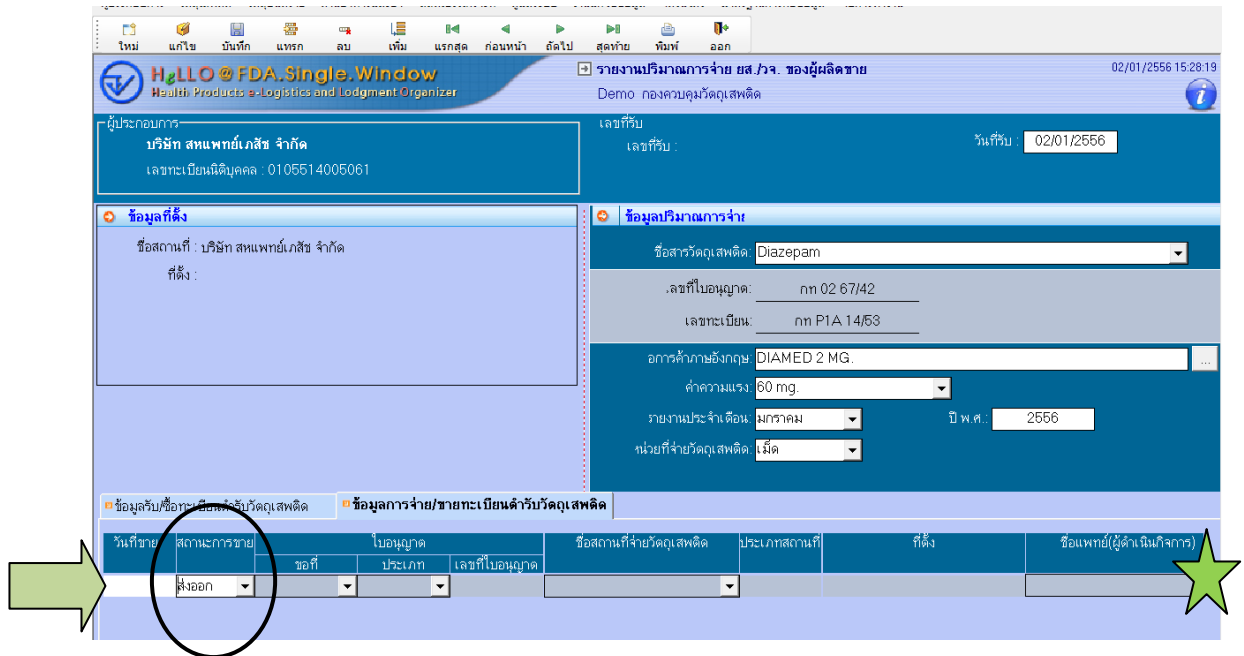 ใหม่ แก้ไข บันทึก แทรก ลบ เพิ่ม แรกสุด ก่อนหน้า ถัดไป สุดท้าย พิมพ์ ออก
HeLLO @ FDA.Single.Window
Health Products e-Logistics and Lodgment Organizer
รายงานปริมาณการจ่าย ยส./วจ. ของผู้ผลิตขาย
02/01/2556 15:28:19
Demo กองควบคุมวัตถุเสพติด
ผู้ประกอบการ
บริษัท สหแพทย์เภสัช จำกัด
เลขทะเบียนนิติบุคคล : 0105514005061
เลขที่รับ
เลขที่รับ :
วันที่รับ : 02/01/2556
ข้อมูลที่ตั้ง
ชื่อสถานที่ : บริษัท สหแพทย์เภสัช จำกัด
ที่ตั้ง :
ข้อมูลปริมาณการจ่าย
ชื่อสารวัตถุเสพติด: Diazepam
ลขที่ใบอนุญาต: กท 02 67/42
เลขทะเบียน: กท P1A 14/53
อการค้าภาษอังกฤษ: DIAMED 2 MG. ...
ค่าความแรง: 60 mg.
รายงานประจำเดือน: มกราคม ปี พ.ศ.: 2556
หน่วยที่จ่ายวัตถุเสพติด: เม็ด
ข้อมูลรับ/ซื้อทะเบียนตำรับวัตถุเสพติด
ข้อมูลการจ่าย/ขายทะเบียนตำรับวัตถุเสพติด
วันที่ขาย สถานะการขาย ใบอนุญาต ชื่อสถานที่จ่ายวัตถุเสพติด ประเภทสถานที่ ที่ตั้ง ชื่อแพทย์(ผู้ดำเนินกิจการ)
ขอที่ ประเภท เลขที่ใบอนุญาต
ส่งออก